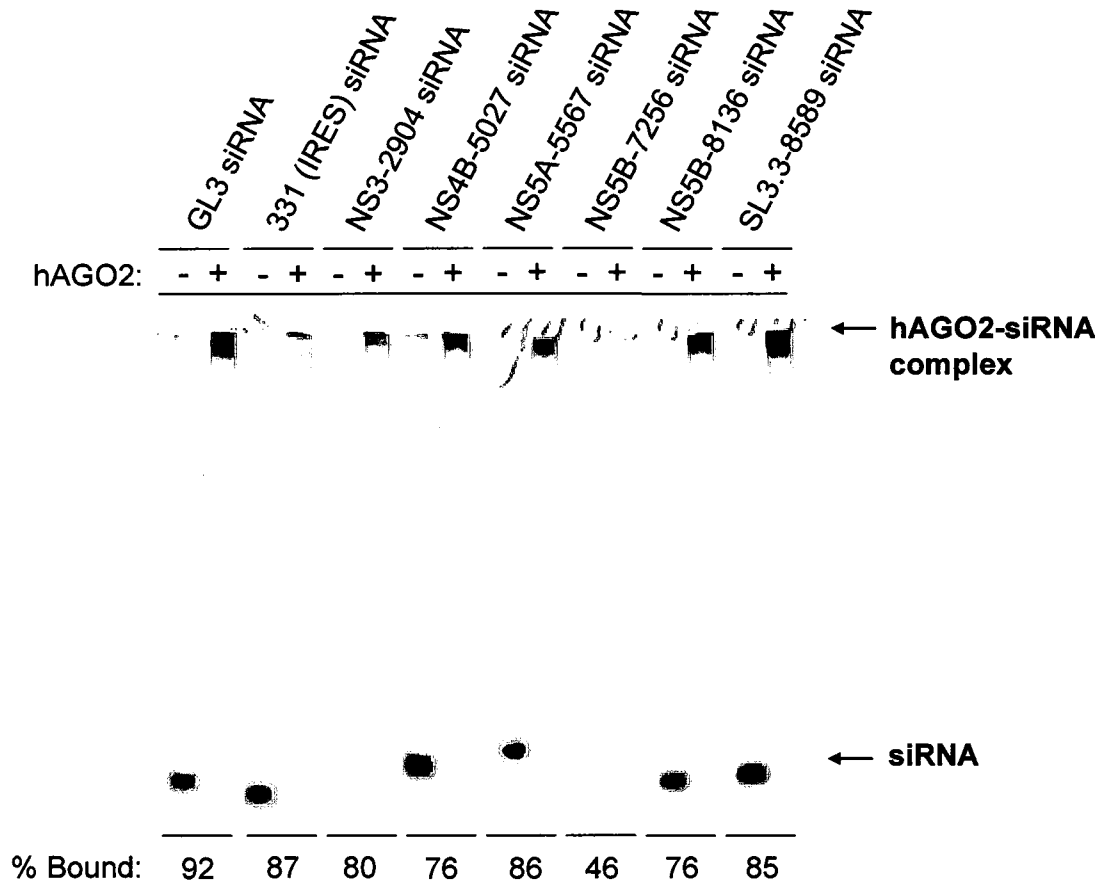 GL3 siRNA
331 (IRES) siRNA
NS3-2904 siRNA
NS4B-5027 siRNA
NS5A-5567 siRNA
NS5B-7256 siRNA
NS5B-8136 siRNA
SL3.3-8589 siRNA
hAGO2: - + - + - + - + - + - + - + - +
hAGO2-siRNA
complex
siRNA
% Bound: 92 87 80 76 86 46 76 85